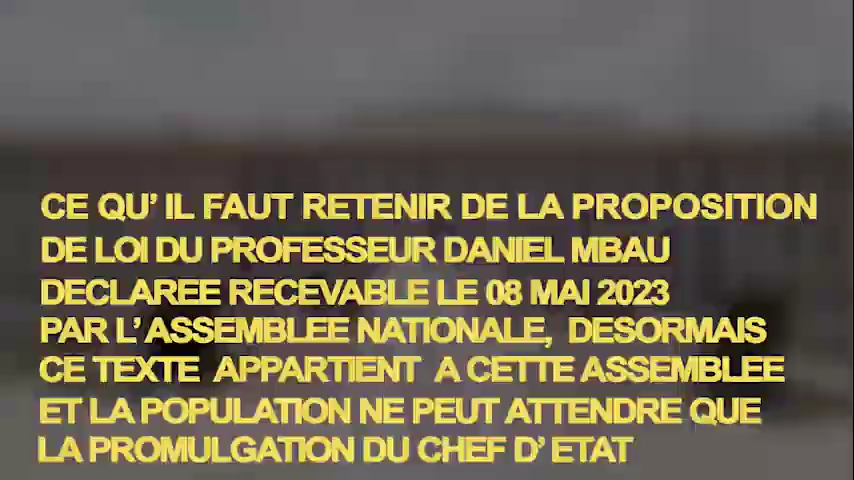 CE QU' IL FAUT RETENIR DE LA PROPOSITION
DE LOI DU PROFESSEUR DANIEL MBAU
DECLAREE RECEVABLE LE 08 MAI 2023
PAR L' ASSEMBLEE NATIONALE, DESORMAIS
CE TEXTE APPARTIENT A CETTE ASSEMBLEE
ET LA POPULATION NE PEUT ATTENDRE QUE
LA PROMULGATION DU CHEF D' ETAT